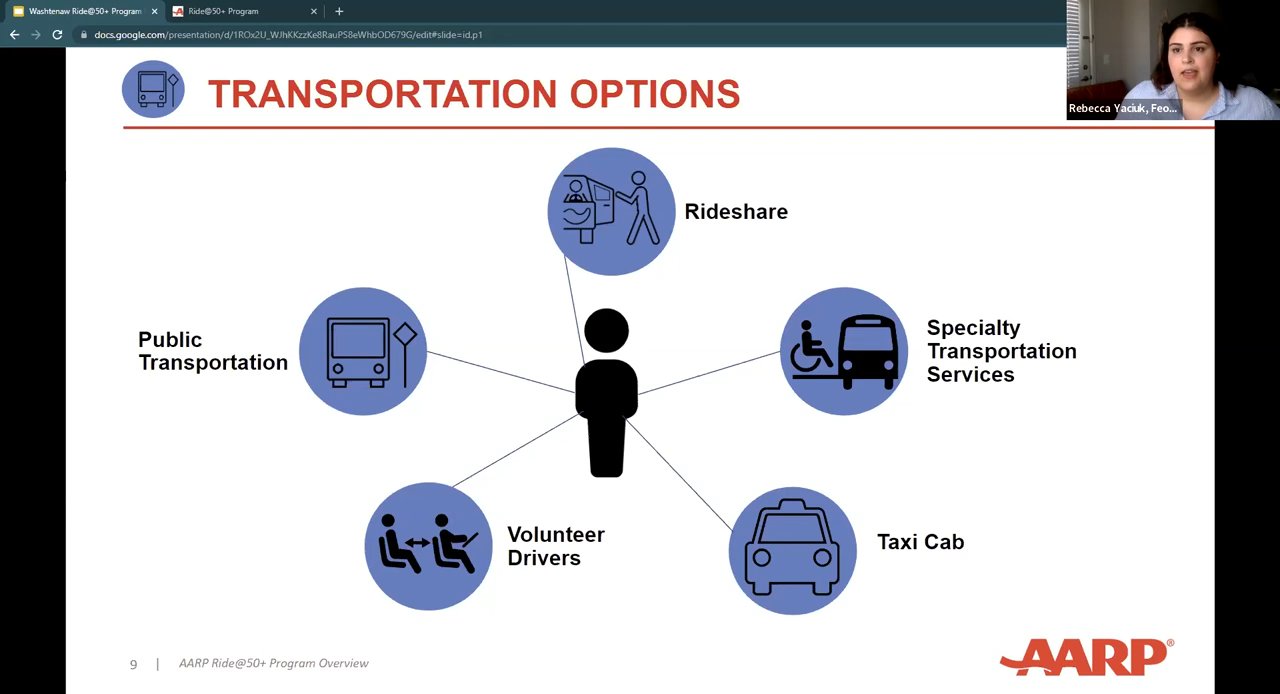 Washtenaw Ride@50+ Program
Ride@50+ Program
docs.google.com/presentation/d/1ROx2U_WJhKKzzKe8RauPS8eWhbOD679G/edit#slide=id.p1
Rebecca Yaciuk, Feo...
TRANSPORTATION OPTIONS
Rideshare
Public
Transportation
Specialty
Transportation
Services
Volunteer
Drivers
Taxi Cab
9 | AARP Ride@50+ Program Overview
AARP®